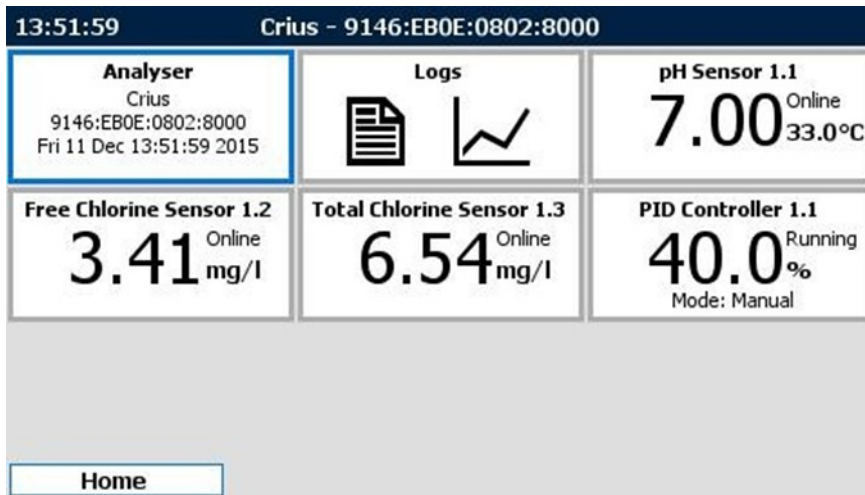 13:51:59 Crius - 9146:EB0E:0802:8000
Analyser
Crius
9146:EB0E:0802:8000
Fri 11 Dec 13:51:59 2015
Logs
pH Sensor 1.1
7.00 Online
33.0°C
Free Chlorine Sensor 1.2
3.41 Online
mg/l
Total Chlorine Sensor 1.3
6.54 Online
mg/l
PID Controller 1.1
40.0 Running
%
Mode: Manual
Home